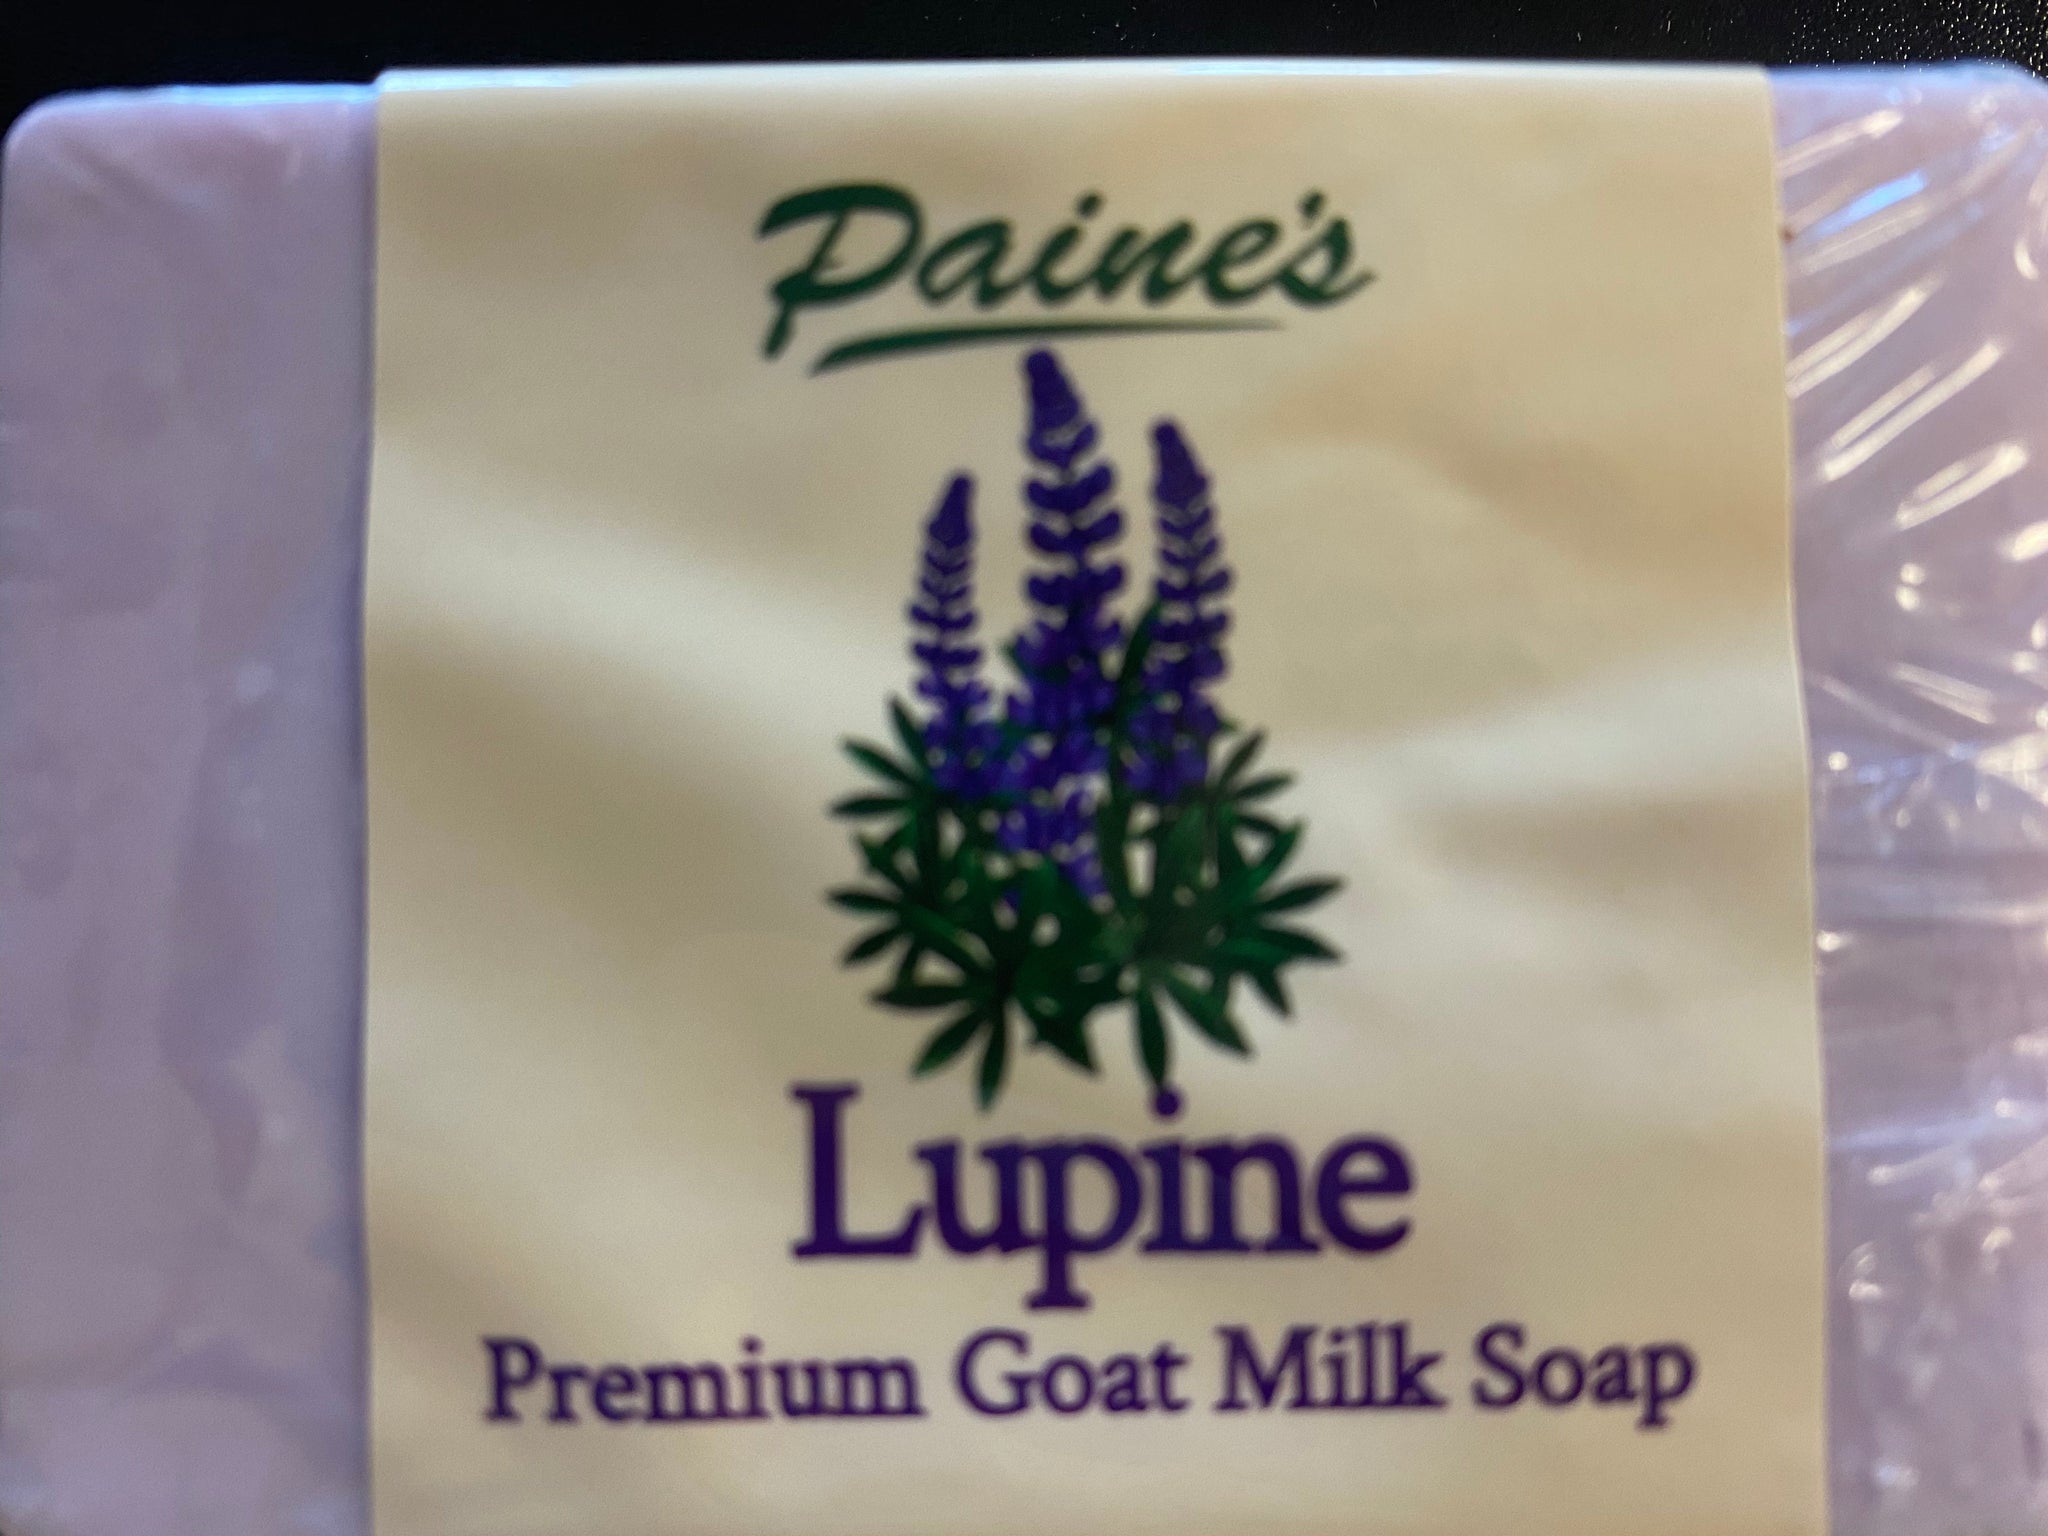 Paine's
Lupine
Premium Goat Milk Soap